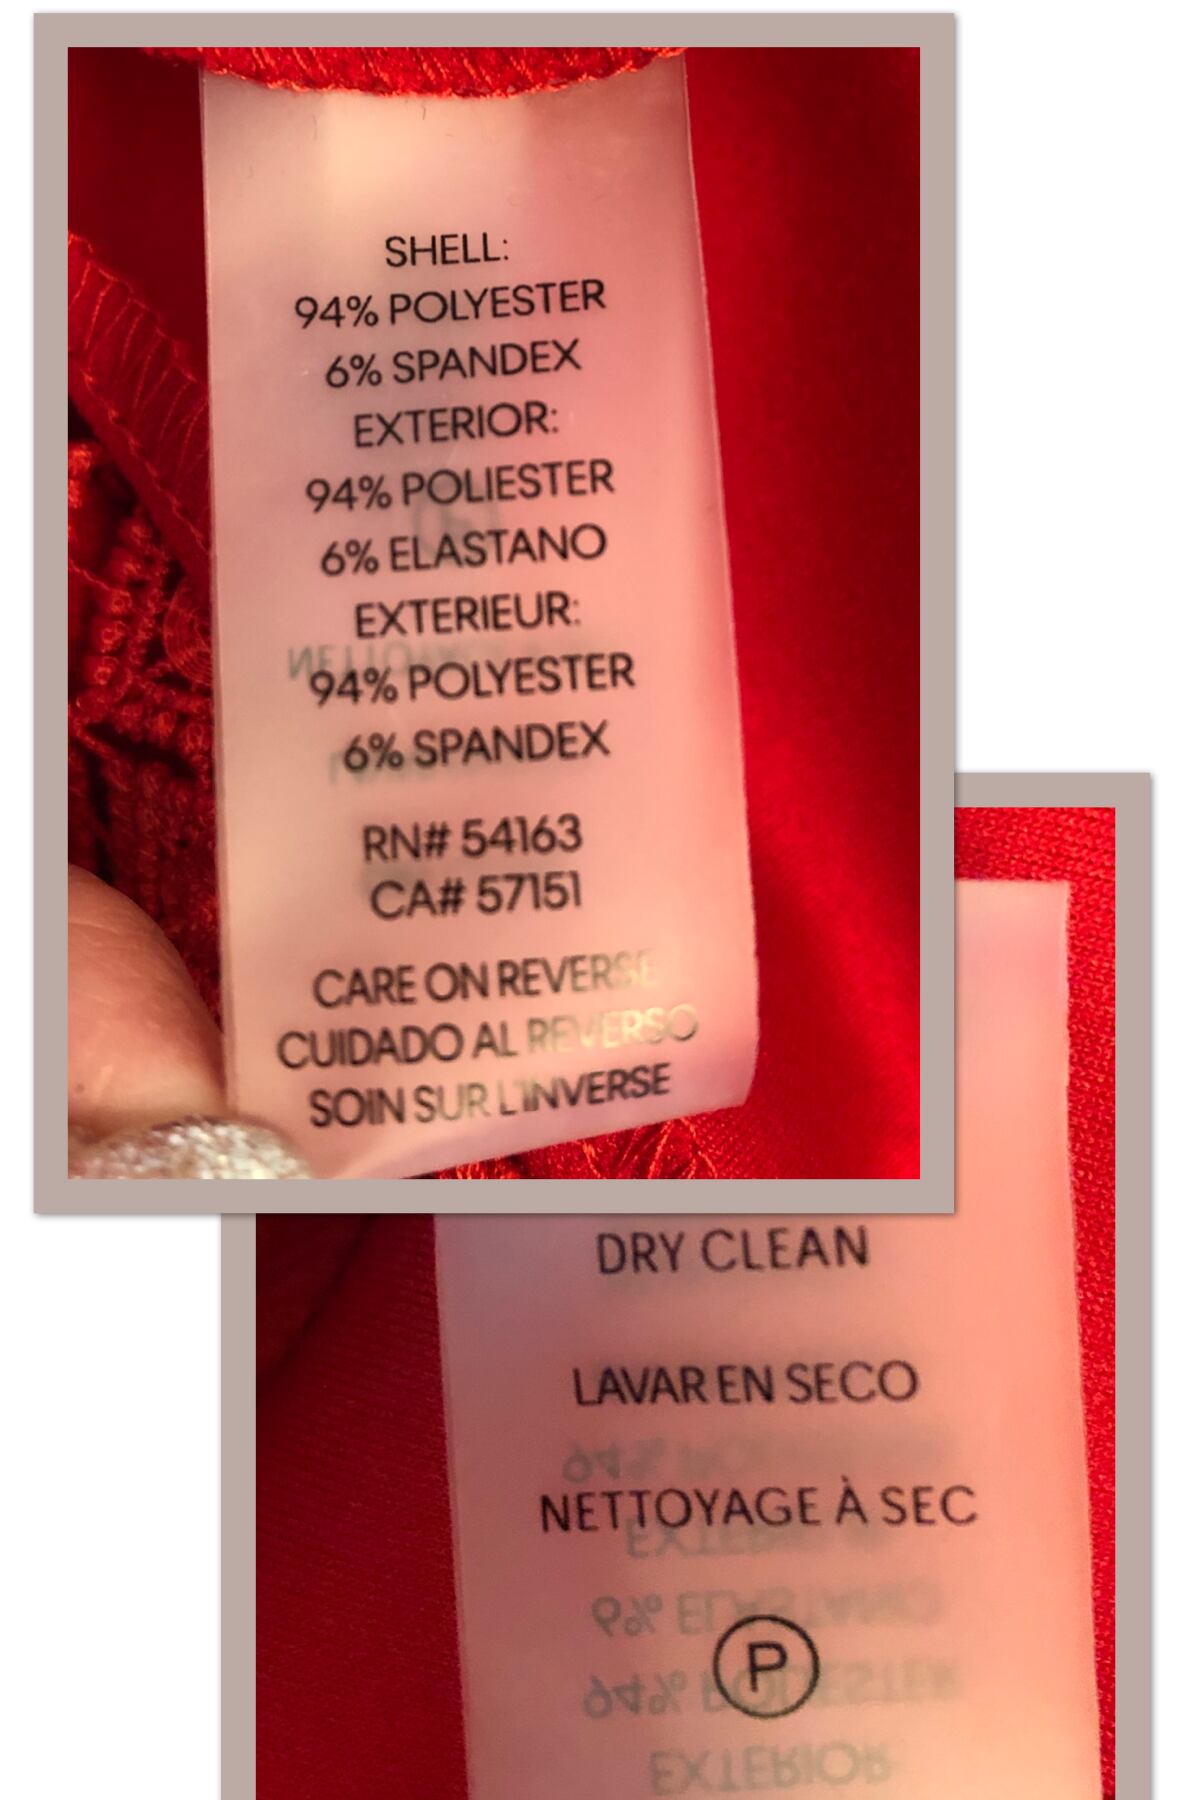 SHELL:
94% POLYESTER
6% SPANDEX
EXTERIOR:
94% POLIESTER
6% ELASTANO
EXTERIEUR:
94% POLYESTER
6% SPANDEX
RN# 54163
CA# 57151
CARE ON REVERSE
CUIDADO AL REVERSO
SOIN SUR L'INVERSE
DRY CLEAN
LAVAR EN SECO
NETTOYAGE À SEC
P